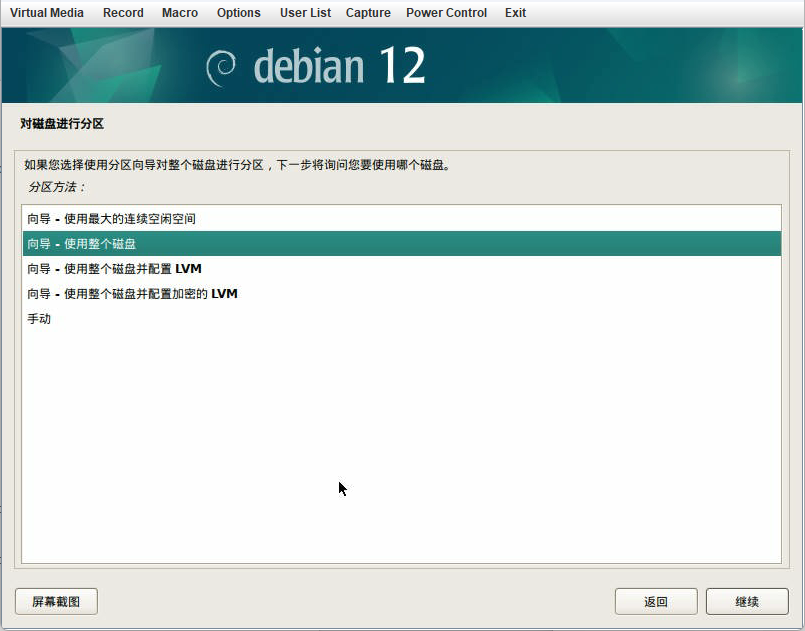 Virtual Media Record Macro Options User List Capture Power Control Exit
debian 12
对磁盘进行分区
如果您选择使用分区向导对整个磁盘进行分区，下一步将询问您要使用哪个磁盘。
分区方法：
向导 - 使用最大的连续空闲空间
向导 - 使用整个磁盘
向导 - 使用整个磁盘并配置 LVM
向导 - 使用整个磁盘并配置加密的 LVM
手动
屏幕截图 返回 继续